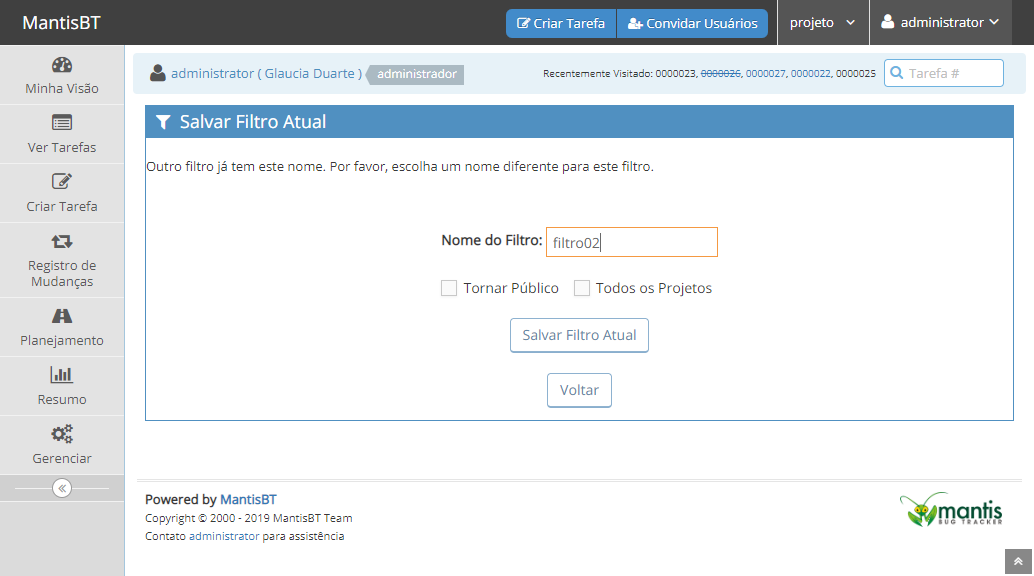 MantisBT
Criar Tarefa
Convidar Usuários
projeto
administrator
Minha Visão
Ver Tarefas
Criar Tarefa
Registro de
Mudanças
Planejamento
Resumo
Gerenciar
administrator ( Glaucia Duarte )
administrador
Recentemente Visitado: 0000023, 0000026, 0000027, 0000022, 0000025
Tarefa #
Salvar Filtro Atual
Outro filtro já tem este nome. Por favor, escolha um nome diferente para este filtro.
Nome do Filtro: filtro02
Tornar Público
Todos os Projetos
Salvar Filtro Atual
Voltar
Powered by MantisBT
Copyright © 2000 - 2019 MantisBT Team
Contato administrator para assistência
mantis
BUG TRACKER